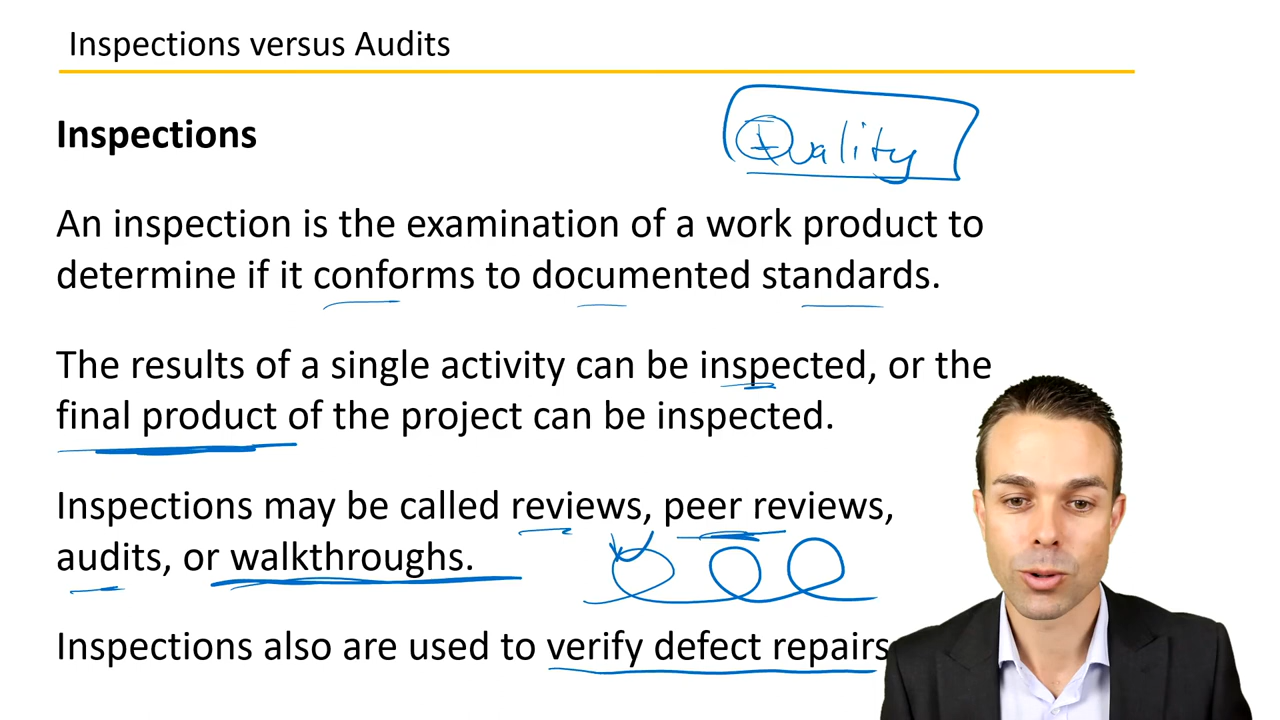 Inspections versus Audits
Inspections
Quality
An inspection is the examination of a work product to
determine if it conforms to documented standards.
The results of a single activity can be inspected, or the
final product of the project can be inspected.
Inspections may be called reviews, peer reviews,
audits, or walkthroughs.
Inspections also are used to verify defect repairs